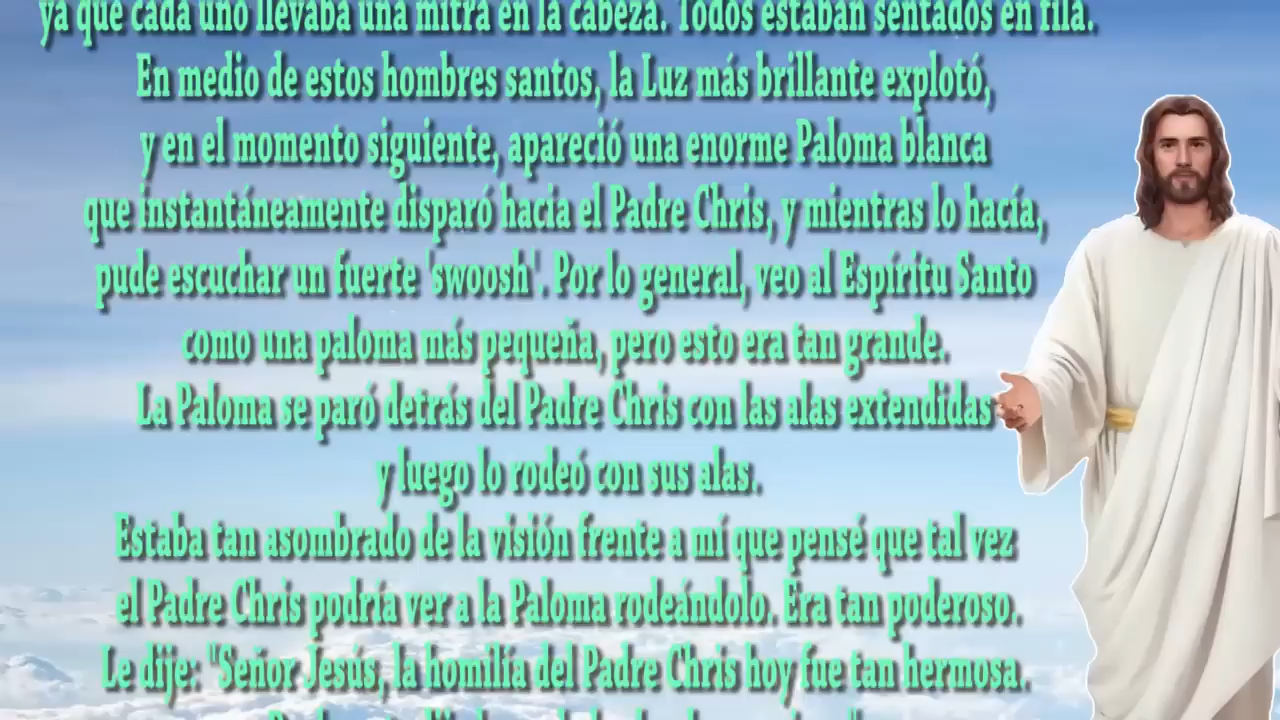 ya que cada uno llevaba una mitra en la cabeza. Todos estaban sentados en fila.
En medio de estos hombres santos, la Luz más brillante explotó,
y en el momento siguiente, apareció una enorme Paloma blanca
que instantáneamente disparó hacia el Padre Chris, y mientras lo hacía,
pude escuchar un fuerte 'swoosh'. Por lo general, veo al Espíritu Santo
como una paloma más pequeña, pero esto era tan grande.
La Paloma se paró detrás del Padre Chris con las alas extendidas
y luego lo rodeó con sus alas.
Estaba tan asombrado de la visión frente a mí que pensé que tal vez
el Padre Chris podría ver a la Paloma rodeándolo. Era tan poderoso.
Le dije: "Señor Jesús, la homilía del Padre Chris hoy fue tan hermosa.